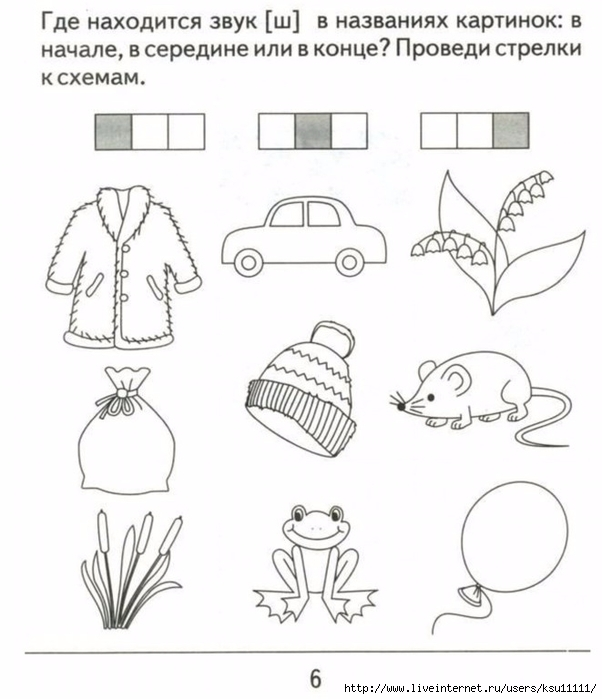 Где находится звук [ш] в названиях картинок: в
начале, в середине или в конце? Проведи стрелки
к схемам.
6
http://www.liveinternet.ru/users/ksu11111/